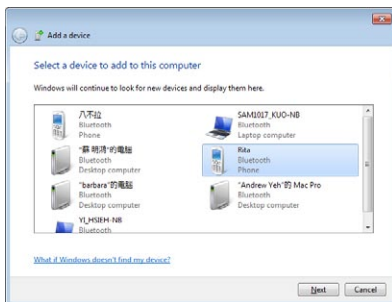 Add a device
Select a device to add to this computer
Windows will continue to look for new devices and display them here.
八不拉
Bluetooth
Phone
SAM1017_KUO-NB
Bluetooth
Laptop computer
"蘇 明鴻"的電腦
Bluetooth
Desktop computer
Rita
Bluetooth
Phone
"barbara"的電腦
Bluetooth
Desktop computer
"Andrew Yeh"的 Mac Pro
Bluetooth
Desktop computer
YI_HSIEH-NB
Bluetooth
What if Windows doesn't find my device?
Next
Cancel